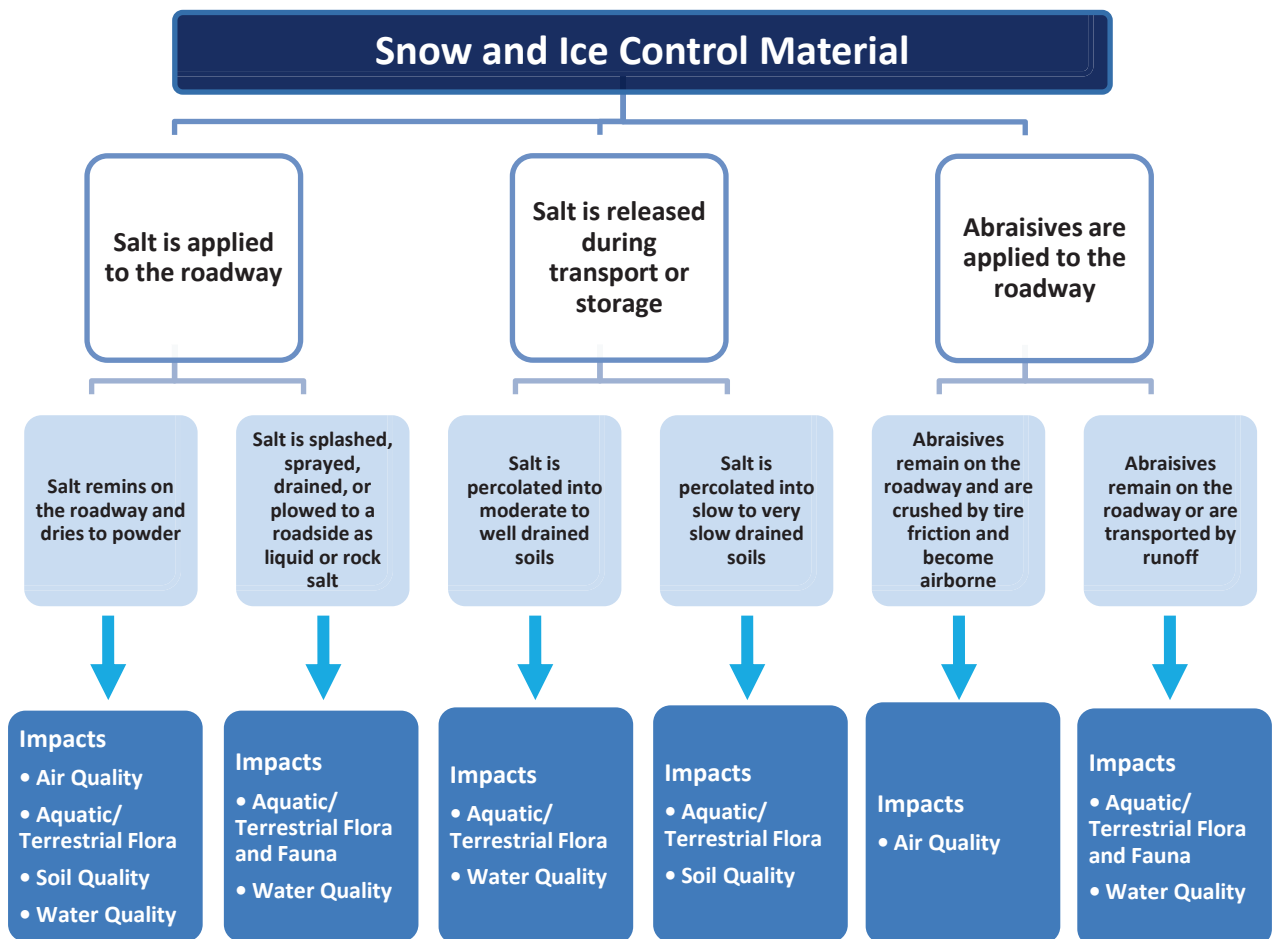 Snow and Ice Control Material
Salt is applied
to the roadway
Salt is released
during
transport or
storage
Abraisives are
applied to the
roadway
Salt remins on
the roadway and
dries to powder
Salt is splashed,
sprayed,
drained, or
plowed to a
roadside as
liquid or rock
salt
Salt is
percolated into
moderate to
well drained
soils
Salt is
percolated into
slow to very
slow drained
soils
Abraisives
remain on the
roadway and are
crushed by tire
friction and
become
airborne
Abraisives
remain on the
roadway or are
transported by
runoff
Impacts
• Air Quality
• Aquatic/
Terrestrial Flora
• Soil Quality
• Water Quality
Impacts
• Aquatic/
Terrestrial Flora
and Fauna
• Water Quality
Impacts
• Aquatic/
Terrestrial Flora
• Water Quality
Impacts
• Aquatic/
Terrestrial Flora
• Soil Quality
Impacts
• Air Quality
Impacts
• Aquatic/
Terrestrial Flora
and Fauna
• Water Quality